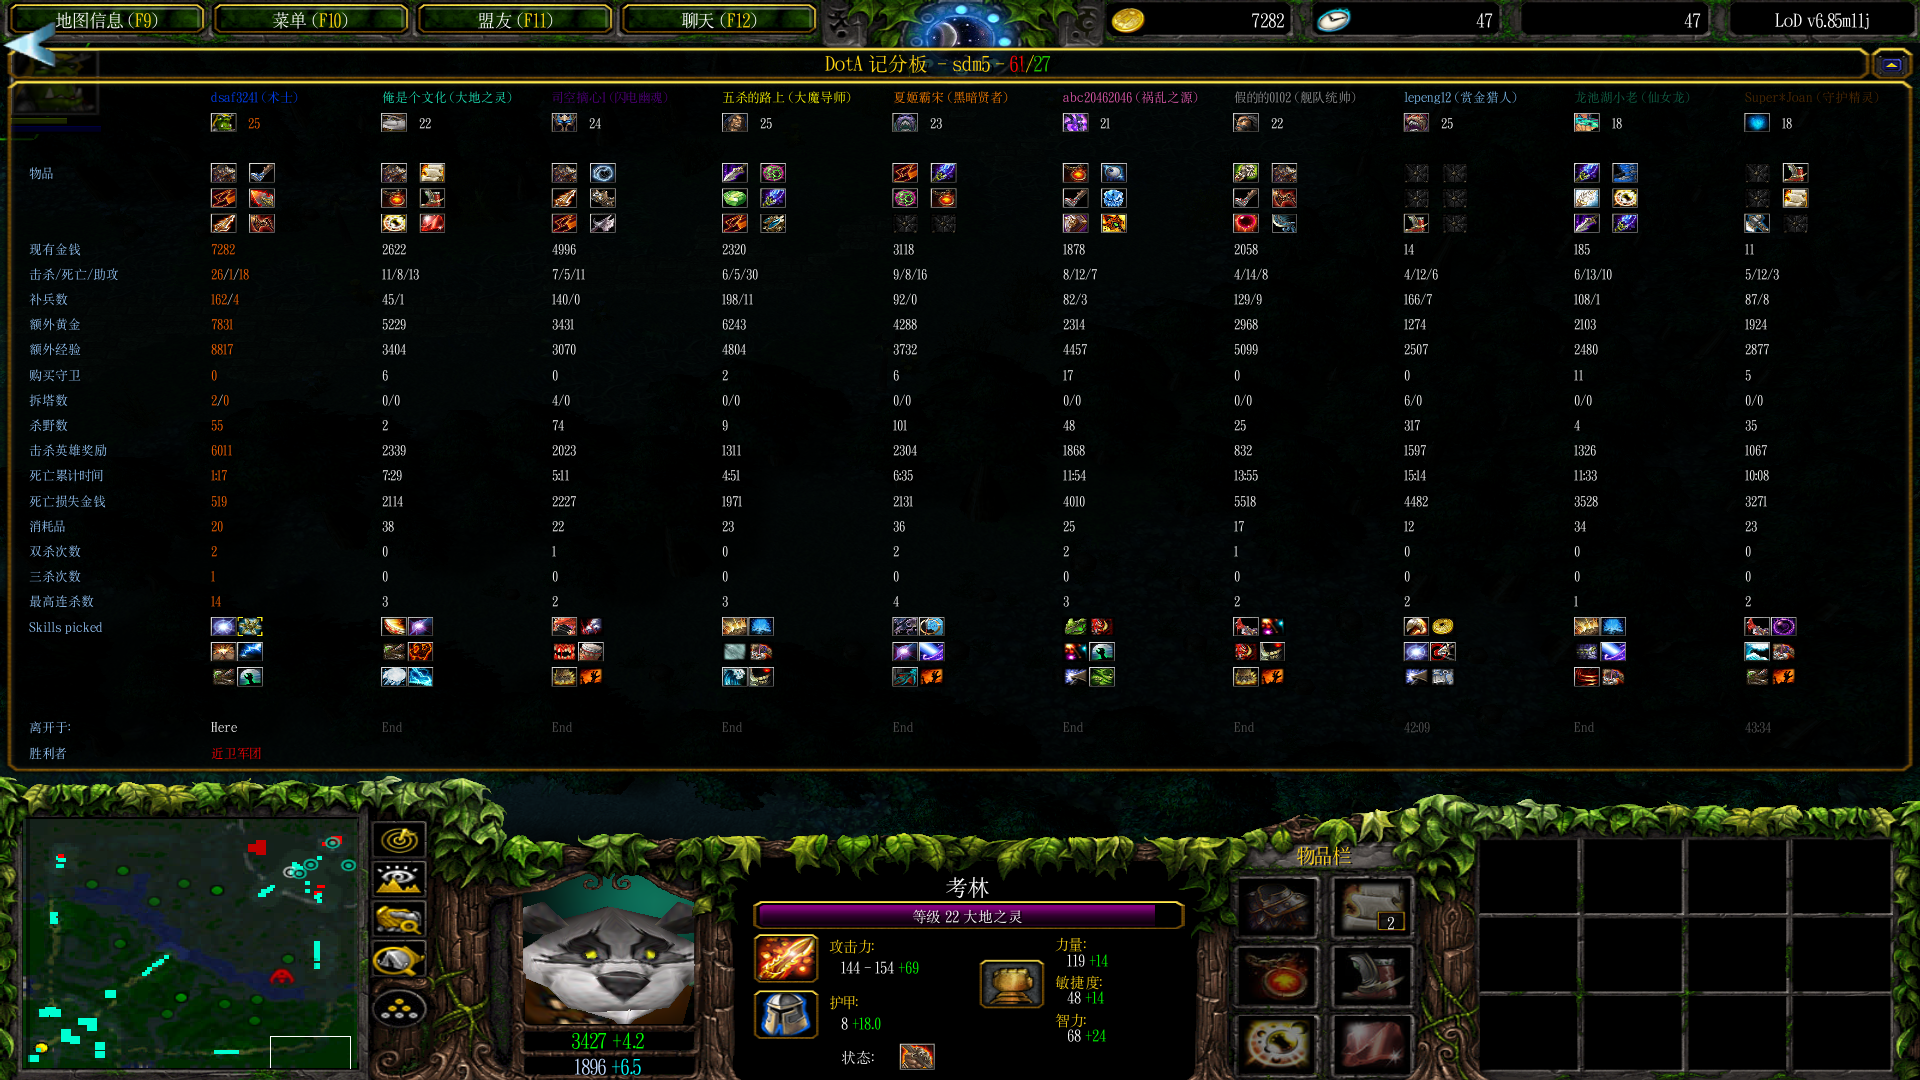 地图信息 (F9) 菜单 (F10) 盟友 (F11) 聊天 (F12) 7282 47 47 LoD v6.85m11j
DotA 记分板 - sdm5 - 61/27
dsaf3241 (术士) 俺是个文化 (大地之灵) 司空摘心1 (闪电幽魂) 五杀的路上 (大魔导师) 夏姬霸宋 (黑暗贤者) abc20462046 (祸乱之源) 假的的0102 (舰队统帅) lepengl2 (赏金猎人) 龙池湖小老 (仙女龙) Super*Joan (守护精灵)
25 22 24 25 23 21 22 25 18 18
物品
现有金钱 7282 2622 4996 2320 3118 1878 2058 14 185 11
击杀/死亡/助攻 26/1/18 11/8/13 7/5/11 6/5/30 9/8/16 8/12/7 4/14/8 4/12/6 6/13/10 5/12/3
补兵数 162/4 45/1 140/0 198/11 92/0 82/3 129/9 166/7 108/1 87/8
额外黄金 7831 5229 3431 6243 4288 2314 2968 1274 2103 1924
额外经验 8817 3404 3070 4804 3732 4457 5099 2507 2480 2877
购买守卫 0 6 0 2 6 17 0 0 11 5
拆塔数 2/0 0/0 4/0 0/0 0/0 0/0 0/0 6/0 0/0 0/0
杀野数 55 2 74 9 101 48 25 317 4 35
击杀英雄奖励 6011 2339 2023 1311 2304 1868 832 1597 1326 1067
死亡累计时间 1:17 7:29 5:11 4:51 6:35 11:54 13:55 15:14 11:33 10:08
死亡损失金钱 519 2114 2227 1971 2131 4010 5518 4482 3528 3271
消耗品 20 38 22 23 36 25 17 12 34 23
双杀次数 2 0 1 0 2 2 1 0 0 0
三杀次数 1 0 0 0 0 0 0 0 0 0
最高连杀数 14 3 2 3 4 3 2 2 1 2
Skills picked
离开于: Here End End End End End End 42:09 End 43:34
胜利者 近卫军团
物品栏
考林
等级 22 大地之灵
2
攻击力:
144 - 154 +69
护甲:
8 +18.0
状态:
力量:
119 +14
敏捷度:
48 +14
智力:
68 +24
3427 +4.2
1896 +6.5